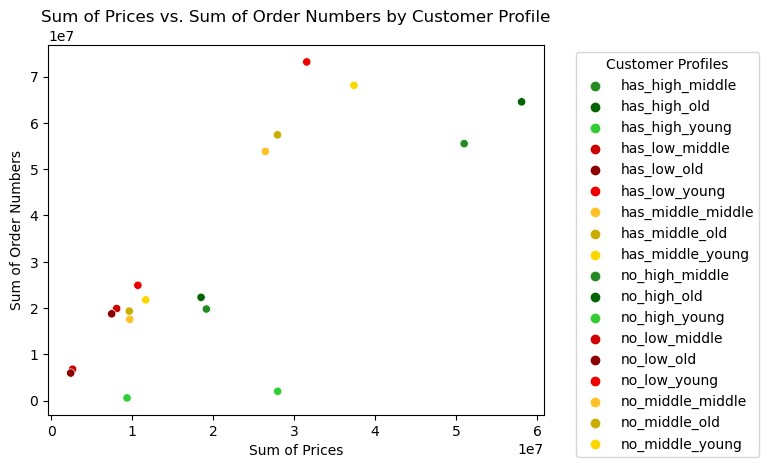 Sum of Prices vs. Sum of Order Numbers by Customer Profile
1e7
7
6
5
4
3
2
1
0
Sum of Order Numbers
0
1
2
3
4
5
6
1e7
Sum of Prices
Customer Profiles
has_high_middle
has_high_old
has_high_young
has_low_middle
has_low_old
has_low_young
has_middle_middle
has_middle_old
has_middle_young
no_high_middle
no_high_old
no_high_young
no_low_middle
no_low_old
no_low_young
no_middle_middle
no_middle_old
no_middle_young